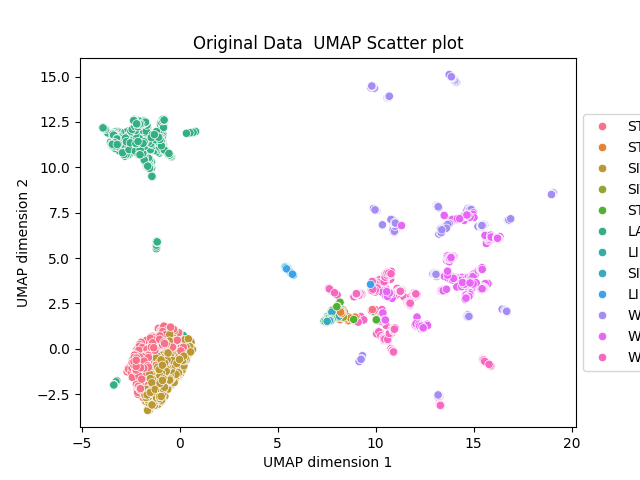 Original Data  UMAP Scatter plot
UMAP dimension 2
15.0
12.5
10.0
7.5
5.0
2.5
0.0
−2.5
−5
0
5
10
15
20
UMAP dimension 1
ST
ST
SI
SI
ST
LA
LI
SI
LI
W
W
W